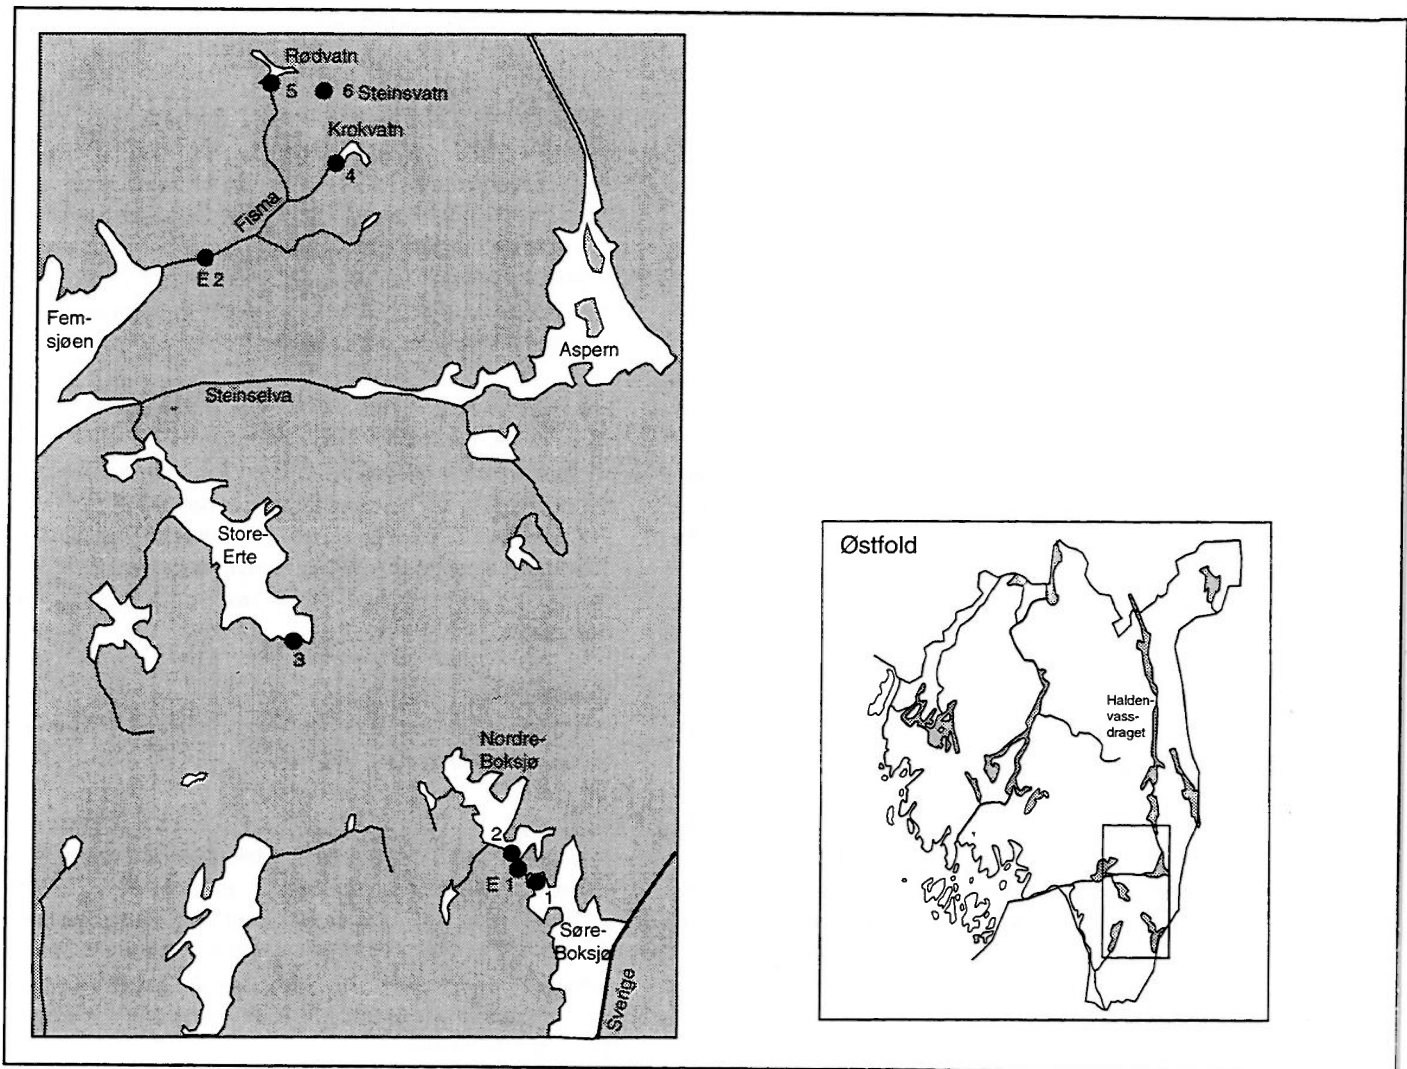 Rødvatn
5
6 Steinsvatn
Krokvatn
4
Fisma
E 2
Fem-
sjøen
Aspern
Steinselva
Store-
Erte
3
Nordre-
Boksjø
2
E 1
1
Søre-
Boksjø
Sverige
Østfold
Halden-
vass-
draget